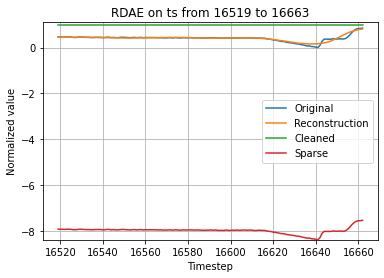 RDAE on ts from 16519 to 16663
Normalized value
0
−2
−4
−6
−8
Original
Reconstruction
Cleaned
Sparse
16520 16540 16560 16580 16600 16620 16640 16660
Timestep